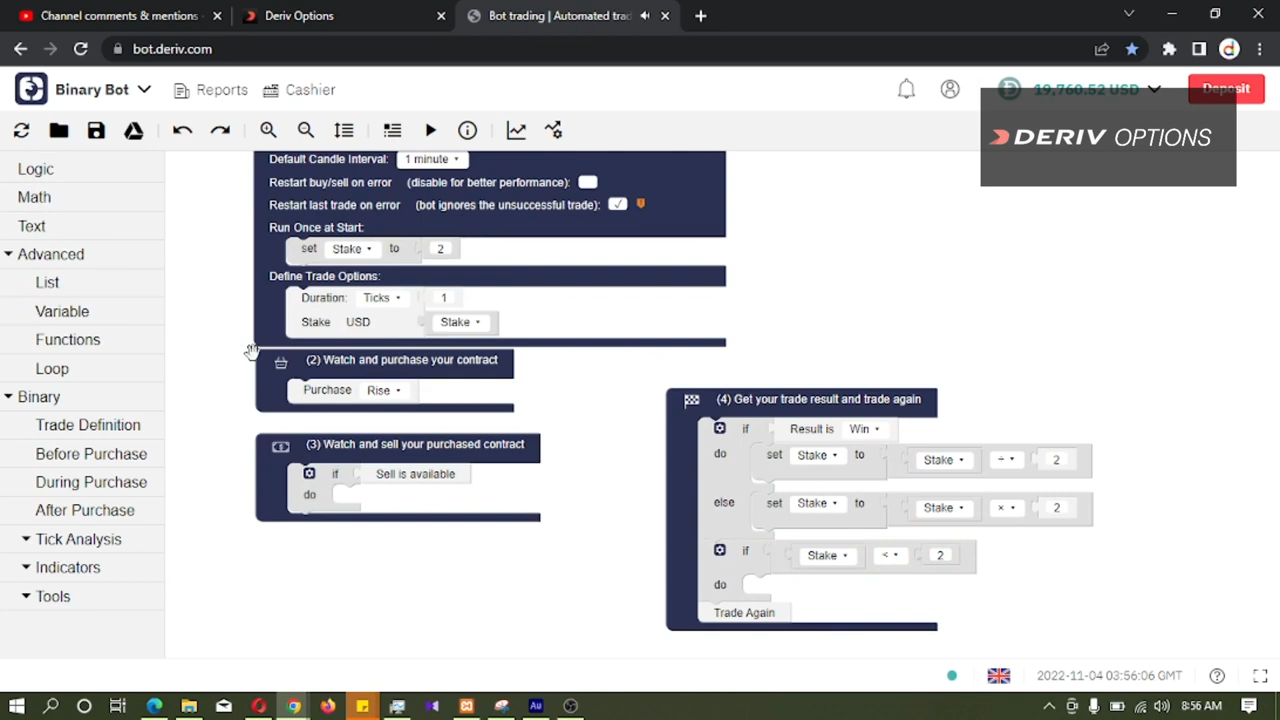 Channel comments & mentions
Deriv Options
Bot trading | Automated trad
bot.deriv.com
Binary Bot
Reports
Cashier
19,760.52 USD
Deposit
DERIV OPTIONS
Logic
Math
Text
Advanced
List
Variable
Functions
Loop
Binary
Trade Definition
Before Purchase
During Purchase
After Purchase
Tick Analysis
Indicators
Tools
Default Candle Interval: 1 minute
Restart buy/sell on error (disable for better performance):
Restart last trade on error (bot ignores the unsuccessful trade):
Run Once at Start:
set Stake to 2
Define Trade Options:
Duration: Ticks 1
Stake USD Stake
(2) Watch and purchase your contract
Purchase Rise
(3) Watch and sell your purchased contract
if Sell is available
do
(4) Get your trade result and trade again
if Result is Win
do set Stake to Stake ÷ 2
else set Stake to Stake × 2
if Stake < 2
do
Trade Again
2022-11-04 03:56:06 GMT
8:56 AM